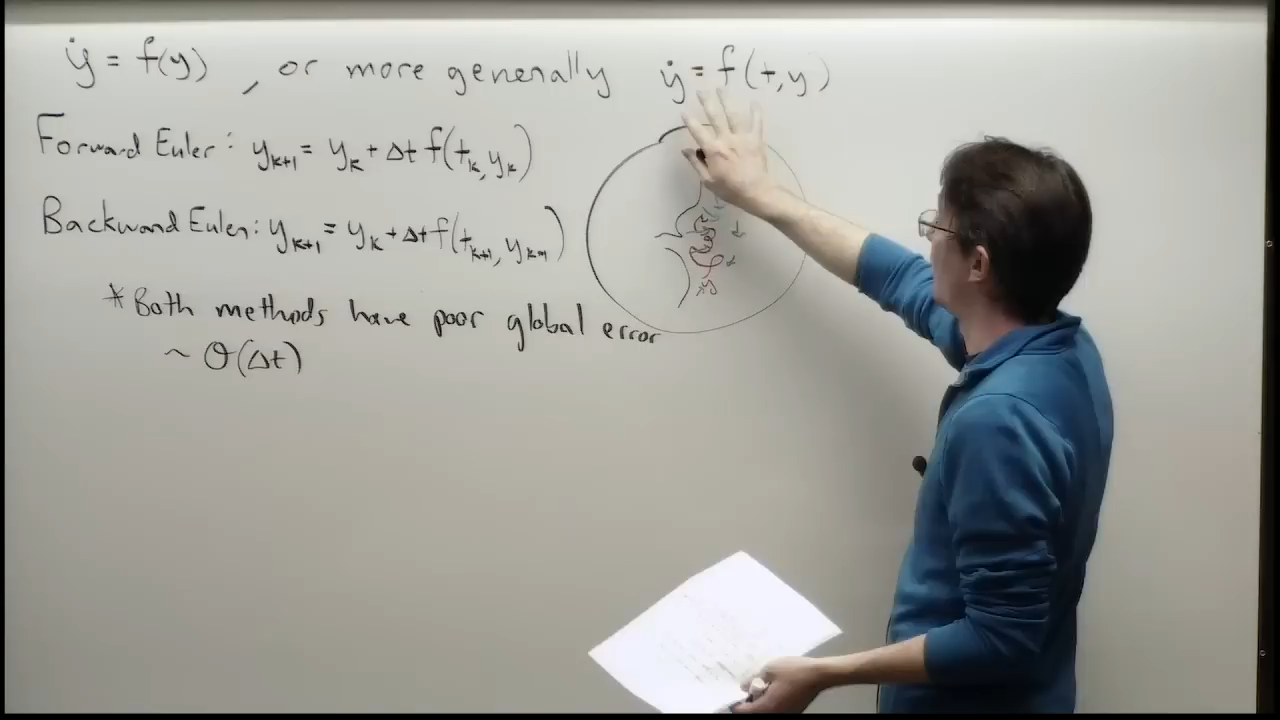 ẏ = f(y) , or more generally ẏ = f(t,y)
Forward Euler: y_{k+1} = y_k + Δt f(t_k, y_k)
Backward Euler: y_{k+1} = y_k + Δt f(t_{k+1}, y_{k+1})
* Both methods have poor global error
~ O(Δt)